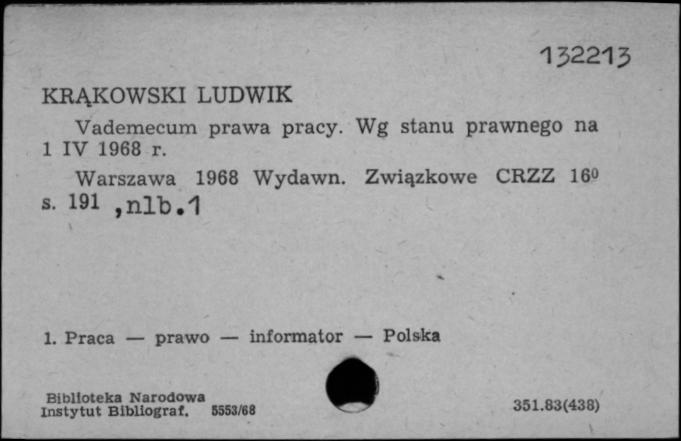 132213
KRĄKOWSKI LUDWIK
Vademecum prawa pracy. Wg stanu prawnego na
1 IV 1968 r.
Warszawa 1968 Wydawn. Związkowe CRZZ 16⁰
s. 191 ,nlb.1
1. Praca — prawo — informator — Polska
Biblioteka Narodowa
Instytut Bibliograf. 5553/68
351.83(438)